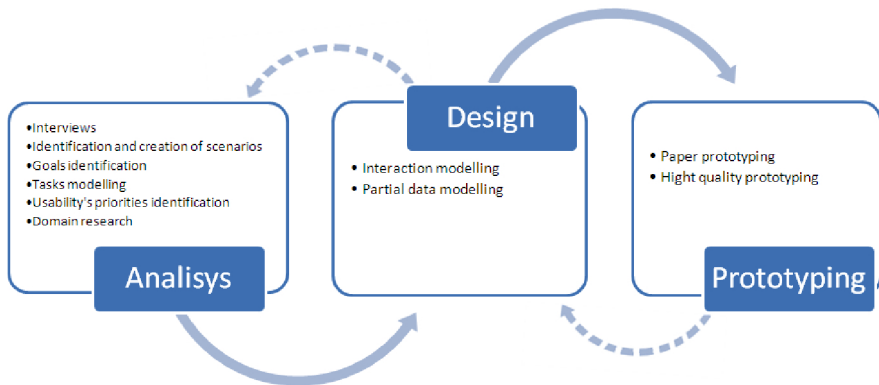 •Interviews
•Identification and creation of scenarios
•Goals identification
•Tasks modelling
•Usability's priorities identification
•Domain research
Analisys
Design
• Interaction modelling
• Partial data modelling
• Paper prototyping
• Hight quality prototyping
Prototyping